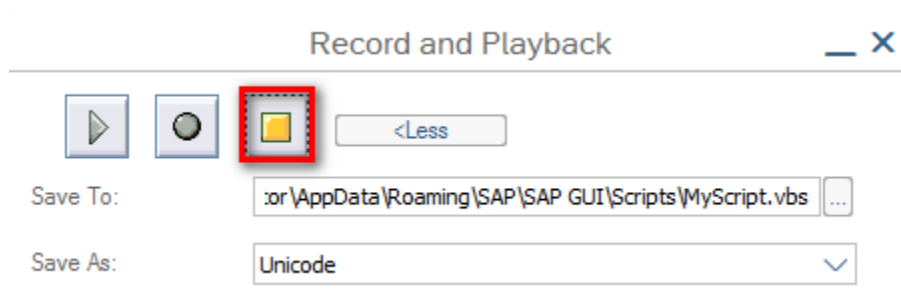 Record and Playback
<Less
Save To:
:or\AppData\Roaming\SAP\SAP GUI\Scripts\MyScript.vbs
...
Save As:
Unicode